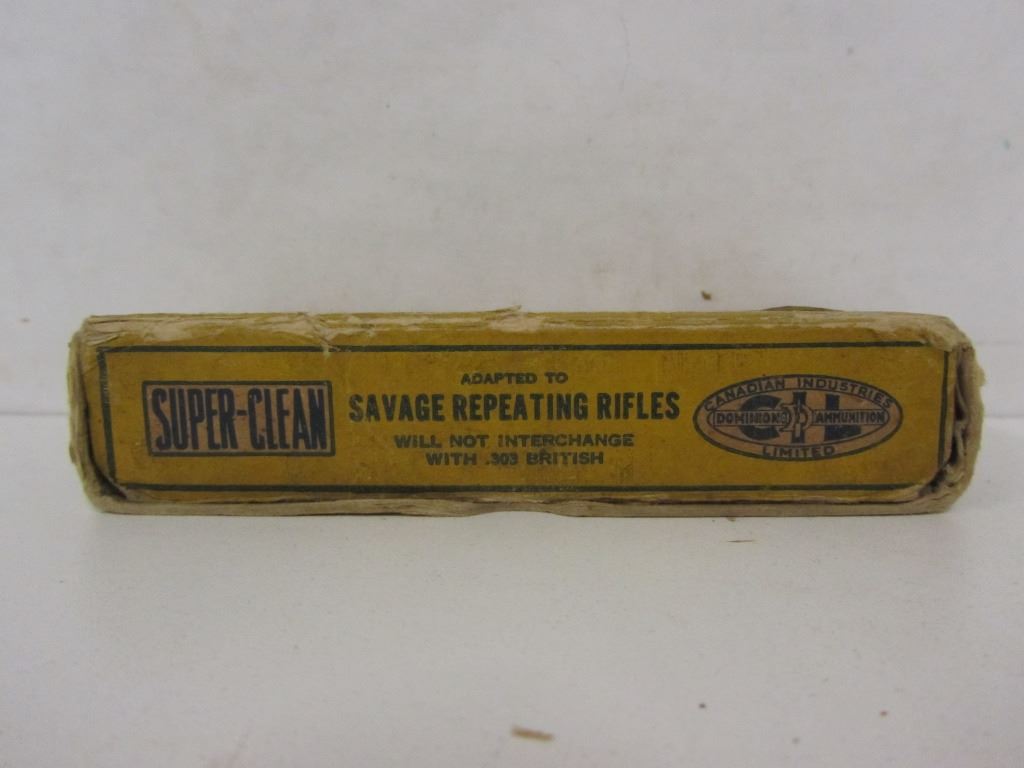 SUPER-CLEAN
ADAPTED TO
SAVAGE REPEATING RIFLES
WILL NOT INTERCHANGE
WITH .303 BRITISH
CANADIAN INDUSTRIES
DOMINION AMMUNITION
CIL
LIMITED